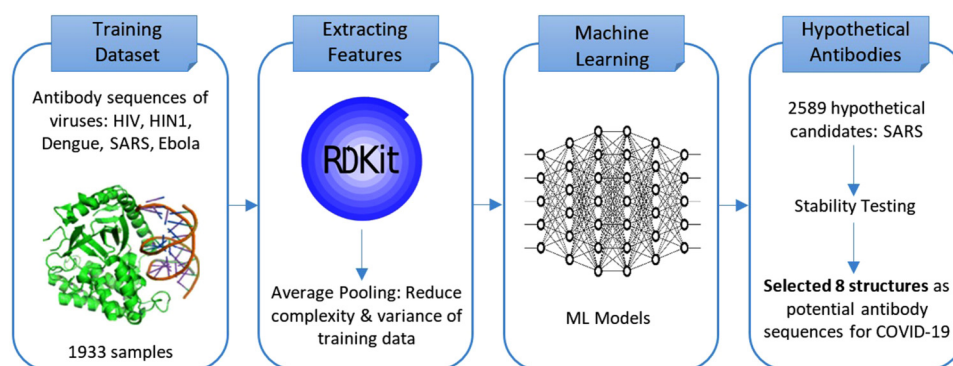 Training
Dataset
Antibody sequences of
viruses: HIV, HIN1,
Dengue, SARS, Ebola
1933 samples
Extracting
Features
RDKit
Average Pooling: Reduce
complexity & variance of
training data
Machine
Learning
ML Models
Hypothetical
Antibodies
2589 hypothetical
candidates: SARS
Stability Testing
Selected 8 structures as
potential antibody
sequences for COVID-19